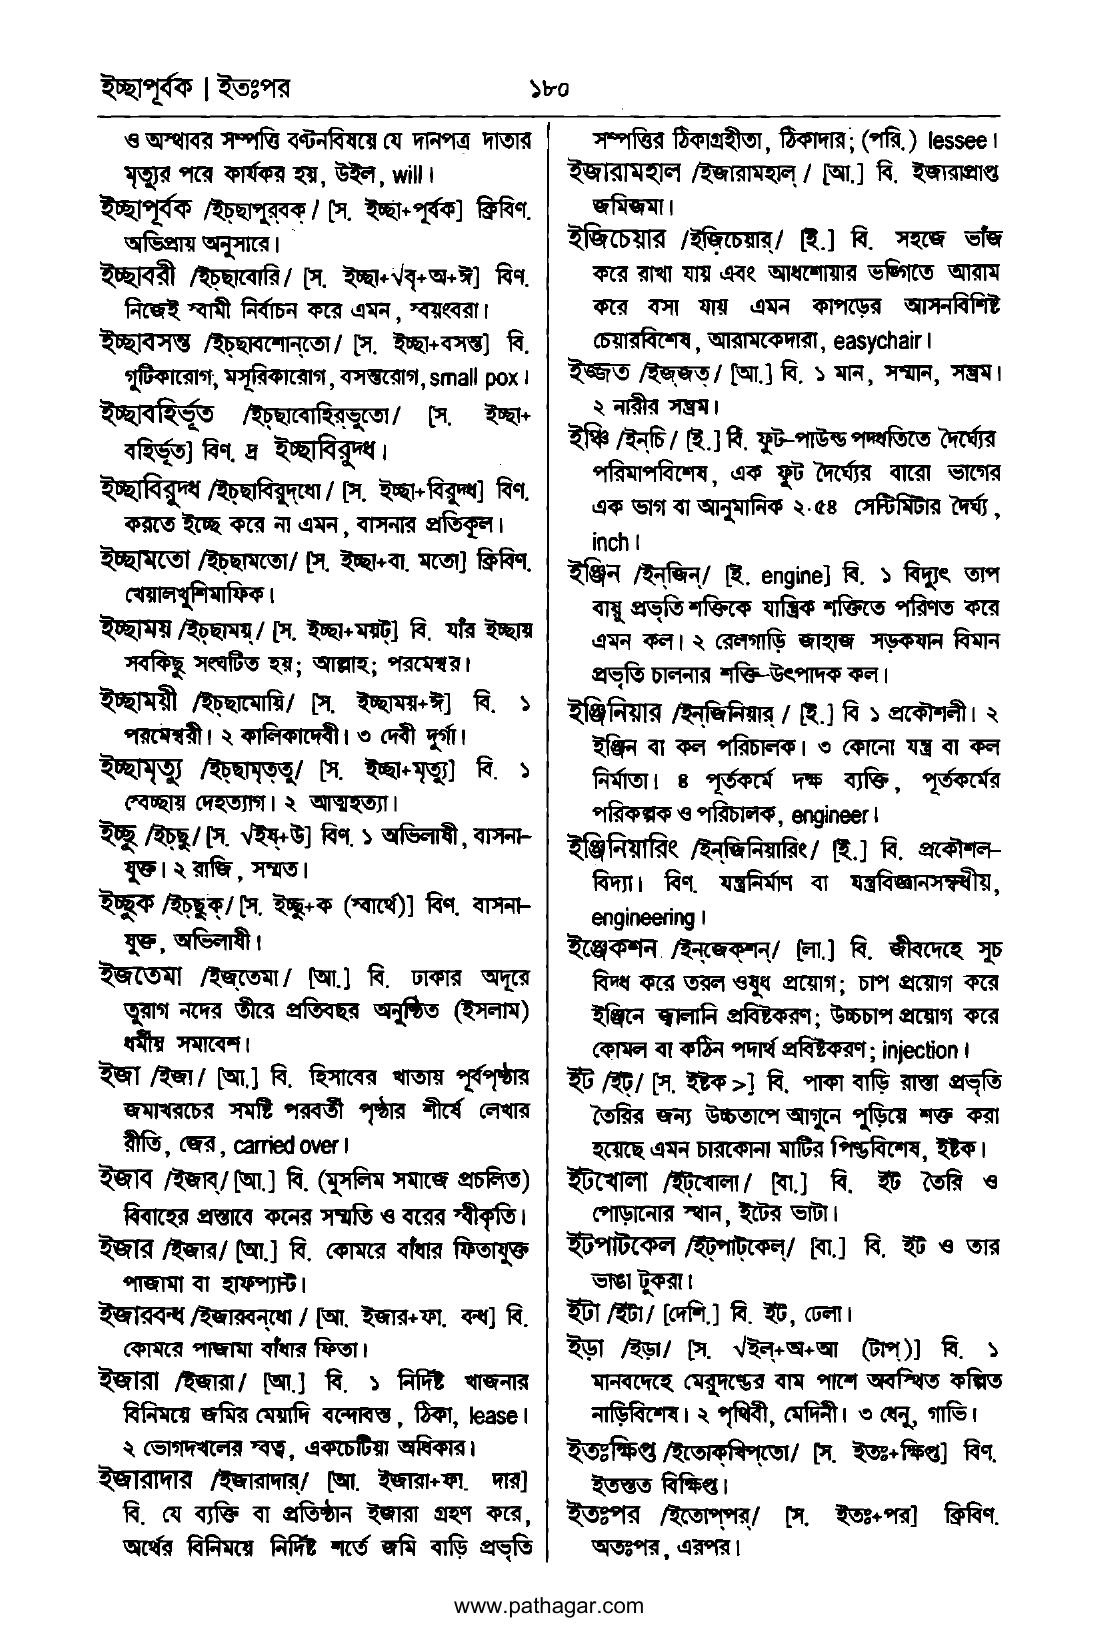 ইচ্ছাপূর্বক | ইতঃপর
১৮০
ও অস্থাবর সম্পত্তি বণ্টনবিষয়ে যে দানপত্র দাতার
মৃত্যুর পরে কার্যকর হয়, উইল, will।
ইচ্ছাপূর্বক /ইচ্‌ছাপুর্‌বক্‌/ [স. ইচ্ছা+পূর্বক] ক্রিবিণ.
অভিপ্রায় অনুসারে।
ইচ্ছাবরী /ইচ্‌ছাবোরি/ [স. ইচ্ছা+√বৃ+অ+ঈ] বিণ.
নিজেই স্বামী নির্বাচন করে এমন, স্বয়ংবরা।
ইচ্ছাবসন্ত /ইচ্‌ছাবশোন্‌তো/ [স. ইচ্ছা+বসন্ত] বি.
গুটিকারোগ, মসূরিকারোগ, বসন্তরোগ, small pox।
ইচ্ছাবহির্ভূত /ইচ্‌ছাবোহির্‌ভুতো/ [স. ইচ্ছা+
বহির্ভূত] বিণ. দ্র ইচ্ছাবিরুদ্ধ।
ইচ্ছাবিরুদ্ধ /ইচ্‌ছাবিরুদ্‌ধো/ [স. ইচ্ছা+বিরুদ্ধ] বিণ.
করতে ইচ্ছে করে না এমন, বাসনার প্রতিকূল।
ইচ্ছামতো /ইচ্‌ছামতো/ [স. ইচ্ছা+বা. মতো] ক্রিবিণ.
খেয়ালখুশিমাফিক।
ইচ্ছাময় /ইচ্‌ছাময়্‌/ [স. ইচ্ছা+ময়ট্‌] বি. যাঁর ইচ্ছায়
সবকিছু সংঘটিত হয়; আল্লাহ; পরমেশ্বর।
ইচ্ছাময়ী /ইচ্‌ছামোয়ি/ [স. ইচ্ছাময়+ঈ] বি. ১
পরমেশ্বরী। ২ কালিকাদেবী। ৩ দেবী দুর্গা।
ইচ্ছামৃত্যু /ইচ্‌ছামৃত্‌তু/ [স. ইচ্ছা+মৃত্যু] বি. ১
স্বেচ্ছায় দেহত্যাগ। ২ আত্মহত্যা।
ইচ্ছু /ইচ্‌ছু/ [স. √ইষ্‌+উ] বিণ. ১ অভিলাষী, বাসনা-
যুক্ত। ২ রাজি, সম্মত।
ইচ্ছুক /ইচ্‌ছুক্‌/ [স. ইচ্ছু+ক (স্বার্থে)] বিণ. বাসনা-
যুক্ত, অভিলাষী।
ইজতেমা /ইজ্‌তেমা/ [আ.] বি. ঢাকার অদূরে
তুরাগ নদের তীরে প্রতিবছর অনুষ্ঠিত (ইসলাম)
ধর্মীয় সমাবেশ।
ইজা /ইজা/ [আ.] বি. হিসাবের খাতায় পূর্বপৃষ্ঠার
জমাখরচের সমষ্টি পরবর্তী পৃষ্ঠার শীর্ষে লেখার
রীতি, জের, carried over।
ইজাব /ইজাব্‌/ [আ.] বি. (মুসলিম সমাজে প্রচলিত)
বিবাহের প্রস্তাবে কনের সম্মতি ও বরের স্বীকৃতি।
ইজার /ইজার/ [আ.] বি. কোমরে বাঁধার ফিতাযুক্ত
পাজামা বা হাফপ্যান্ট।
ইজারবন্ধ /ইজারবন্‌ধো/ [আ. ইজার+ফা. বন্ধ] বি.
কোমরে পাজামা বাঁধার ফিতা।
ইজারা /ইজারা/ [আ.] বি. ১ নির্দিষ্ট খাজনার
বিনিময়ে জমির মেয়াদি বন্দোবস্ত, ঠিকা, lease।
২ ভোগদখলের স্বত্ব, একচেটিয়া অধিকার।
ইজারাদার /ইজারাদার্‌/ [আ. ইজারা+ফা. দার]
বি. যে ব্যক্তি বা প্রতিষ্ঠান ইজারা গ্রহণ করে,
অর্থের বিনিময়ে নির্দিষ্ট শর্তে জমি বাড়ি প্রভৃতি
সম্পত্তির ঠিকাগ্রহীতা, ঠিকাদার; (পরি.) lessee।
ইজারামহাল /ইজারামহাল্‌/ [আ.] বি. ইজারাপ্রাপ্ত
জমিজমা।
ইজিচেয়ার /ইজ়িচেয়ার্‌/ [ই.] বি. সহজে ভাঁজ
করে রাখা যায় এবং আধশোয়ার ভঙ্গিতে আরাম
করে বসা যায় এমন কাপড়ের আসনবিশিষ্ট
চেয়ারবিশেষ, আরামকেদারা, easychair।
ইজ্জত /ইজ্‌জত্‌/ [আ.] বি. ১ মান, সম্মান, সম্ভ্রম।
২ নারীর সম্ভ্রম।
ইঞ্চি /ইন্‌চি/ [ই.] বি. ফুট-পাউন্ড পদ্ধতিতে দৈর্ঘ্যের
পরিমাপবিশেষ, এক ফুট দৈর্ঘ্যের বারো ভাগের
এক ভাগ বা আনুমানিক ২·৫৪ সেন্টিমিটার দৈর্ঘ্য,
inch।
ইঞ্জিন /ইন্‌জিন্‌/ [ই. engine] বি. ১ বিদ্যুৎ তাপ
বায়ু প্রভৃতি শক্তিকে যান্ত্রিক শক্তিতে পরিণত করে
এমন কল। ২ রেলগাড়ি জাহাজ সড়কযান বিমান
প্রভৃতি চালনার শক্তি-উৎপাদক কল।
ইঞ্জিনিয়ার /ইন্‌জিনিয়ার্‌/ [ই.] বি ১ প্রকৌশলী। ২
ইঞ্জিন বা কল পরিচালক। ৩ কোনো যন্ত্র বা কল
নির্মাতা। ৪ পূর্তকর্মে দক্ষ ব্যক্তি, পূর্তকর্মের
পরিকল্পক ও পরিচালক, engineer।
ইঞ্জিনিয়ারিং /ইন্‌জিনিয়ারিং/ [ই.] বি. প্রকৌশল-
বিদ্যা। বিণ. যন্ত্রনির্মাণ বা যন্ত্রবিজ্ঞানসম্বন্ধীয়,
engineering।
ইঞ্জেকশন /ইন্‌জেক্‌শন্‌/ [লা.] বি. জীবদেহে সূচ
বিদ্ধ করে তরল ওষুধ প্রয়োগ; চাপ প্রয়োগ করে
ইঞ্জিনে জ্বালানি প্রবিষ্টকরণ; উচ্চচাপ প্রয়োগ করে
কোমল বা কঠিন পদার্থ প্রবিষ্টকরণ; injection।
ইট /ইট্‌/ [স. ইষ্টক >] বি. পাকা বাড়ি রাস্তা প্রভৃতি
তৈরির জন্য উচ্চতাপে আগুনে পুড়িয়ে শক্ত করা
হয়েছে এমন চারকোনা মাটির পিণ্ডবিশেষ, ইষ্টক।
ইটখোলা /ইট্‌খোলা/ [বা.] বি. ইট তৈরি ও
পোড়ানোর স্থান, ইটের ভাটা।
ইটপাটকেল /ইট্‌পাট্‌কেল্‌/ [বা.] বি. ইট ও তার
ভাঙা টুকরা।
ইটা /ইটা/ [দেশি.] বি. ইট, ঢেলা।
ইড়া /ইড়া/ [স. √ইল্‌+অ+আ (টাপ্‌)] বি. ১
মানবদেহে মেরুদণ্ডের বাম পাশে অবস্থিত কল্পিত
নাড়িবিশেষ। ২ পৃথিবী, মেদিনী। ৩ ধেনু, গাভি।
ইতঃক্ষিপ্ত /ইতোক্‌খিপ্‌তো/ [স. ইতঃ+ক্ষিপ্ত] বিণ.
ইতস্তত বিক্ষিপ্ত।
ইতঃপর /ইতোপ্‌পর্‌/ [স. ইতঃ+পর] ক্রিবিণ.
অতঃপর, এরপর।
www.pathagar.com